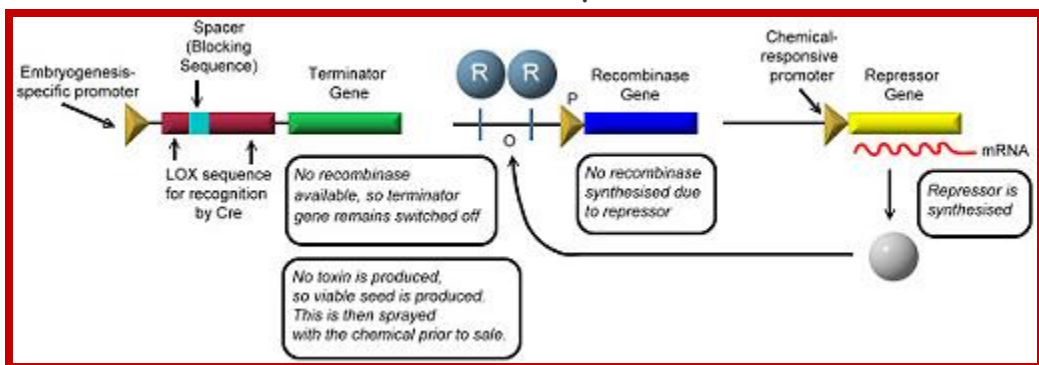 Embryogenesis-
specific promoter
Spacer
(Blocking
Sequence)
LOX sequence
for recognition
by Cre
Terminator
Gene
No recombinase
available, so terminator
gene remains switched off
No toxin is produced,
so viable seed is produced.
This is then sprayed
with the chemical prior to sale.
R
R
O
P
Recombinase
Gene
No recombinase
synthesised due
to repressor
Chemical-
responsive
promoter
Repressor
Gene
mRNA
Repressor is
synthesised